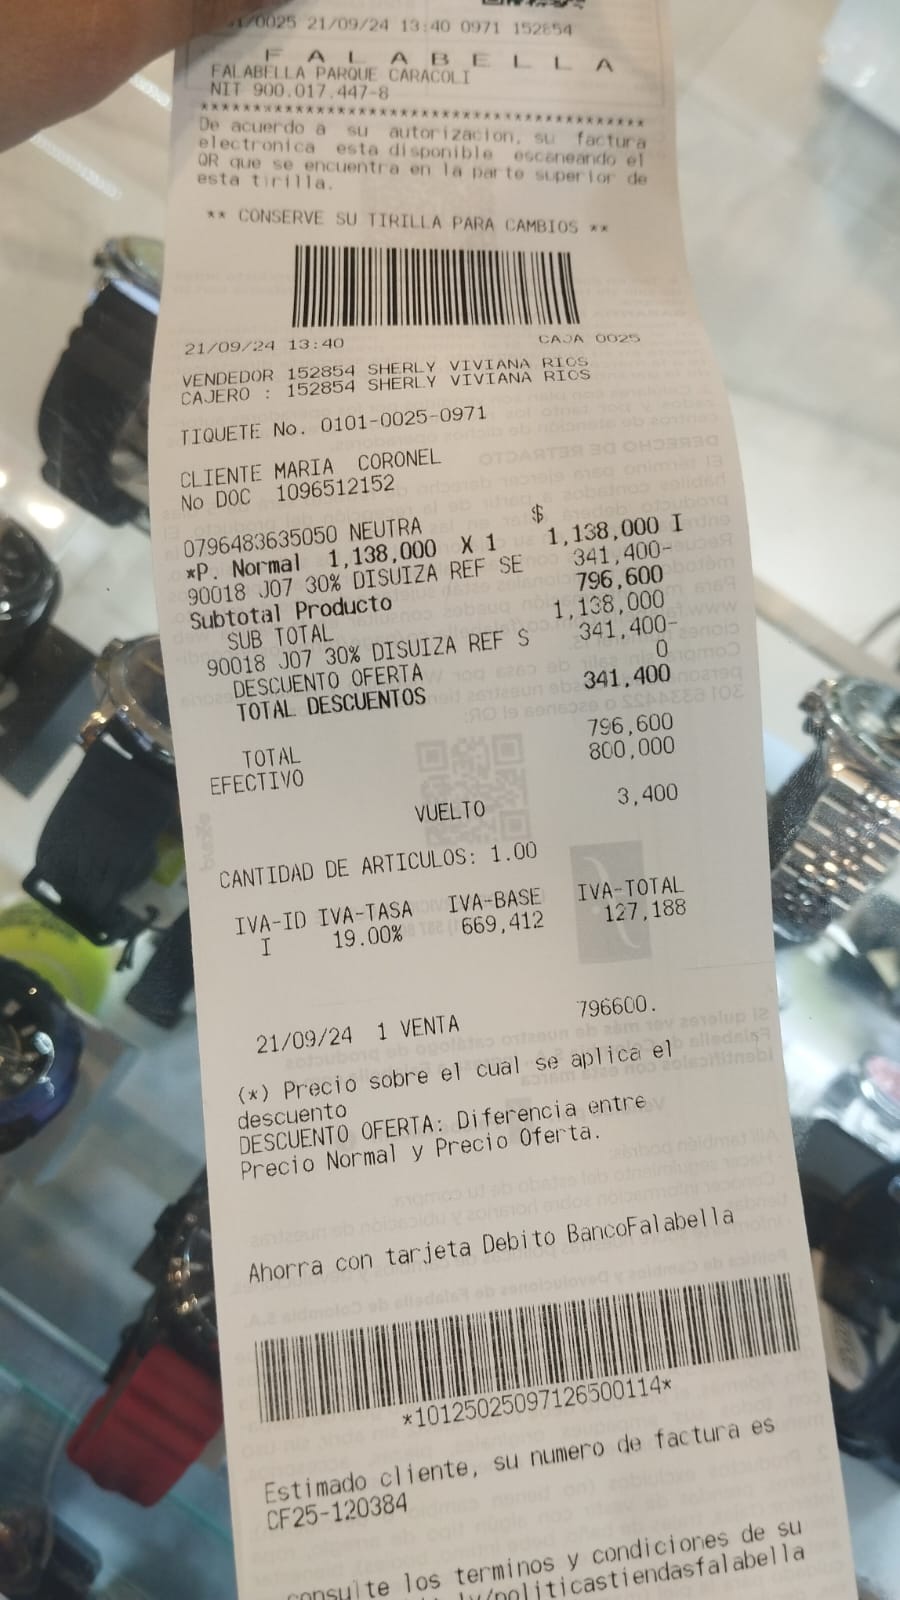 /0025 21/09/24 13:40 0971 152854
F A L A B E L L A
FALABELLA PARQUE CARACOLI
NIT 900.017.447-8
******************************************
De acuerdo a su autorizacion, su factura
electronica esta disponible escaneando el
QR que se encuentra en la parte superior de
esta tirilla.
** CONSERVE SU TIRILLA PARA CAMBIOS **
21/09/24 13:40 CAJA 0025
VENDEDOR 152854 SHERLY VIVIANA RIOS
CAJERO : 152854 SHERLY VIVIANA RIOS
TIQUETE No. 0101-0025-0971
CLIENTE MARIA CORONEL
No DOC 1096512152
$
0796483635050 NEUTRA 1,138,000 I
*P. Normal 1,138,000 X 1
90018 J07 30% DISUIZA REF SE 341,400-
Subtotal Producto 796,600
SUB TOTAL 1,138,000
90018 J07 30% DISUIZA REF S 341,400-
DESCUENTO OFERTA 0
TOTAL DESCUENTOS 341,400
TOTAL 796,600
EFECTIVO 800,000
VUELTO 3,400
CANTIDAD DE ARTICULOS: 1.00
IVA-ID IVA-TASA IVA-BASE IVA-TOTAL
I 19.00% 669,412 127,188
21/09/24 1 VENTA 796600.
(*) Precio sobre el cual se aplica el
descuento
DESCUENTO OFERTA: Diferencia entre
Precio Normal y Precio Oferta.
Ahorra con tarjeta Debito BancoFalabella
*10125025097126500114*
Estimado cliente, su numero de factura es
CF25-120384
consulte los terminos y condiciones de su
ly/politicastiendasfalabella